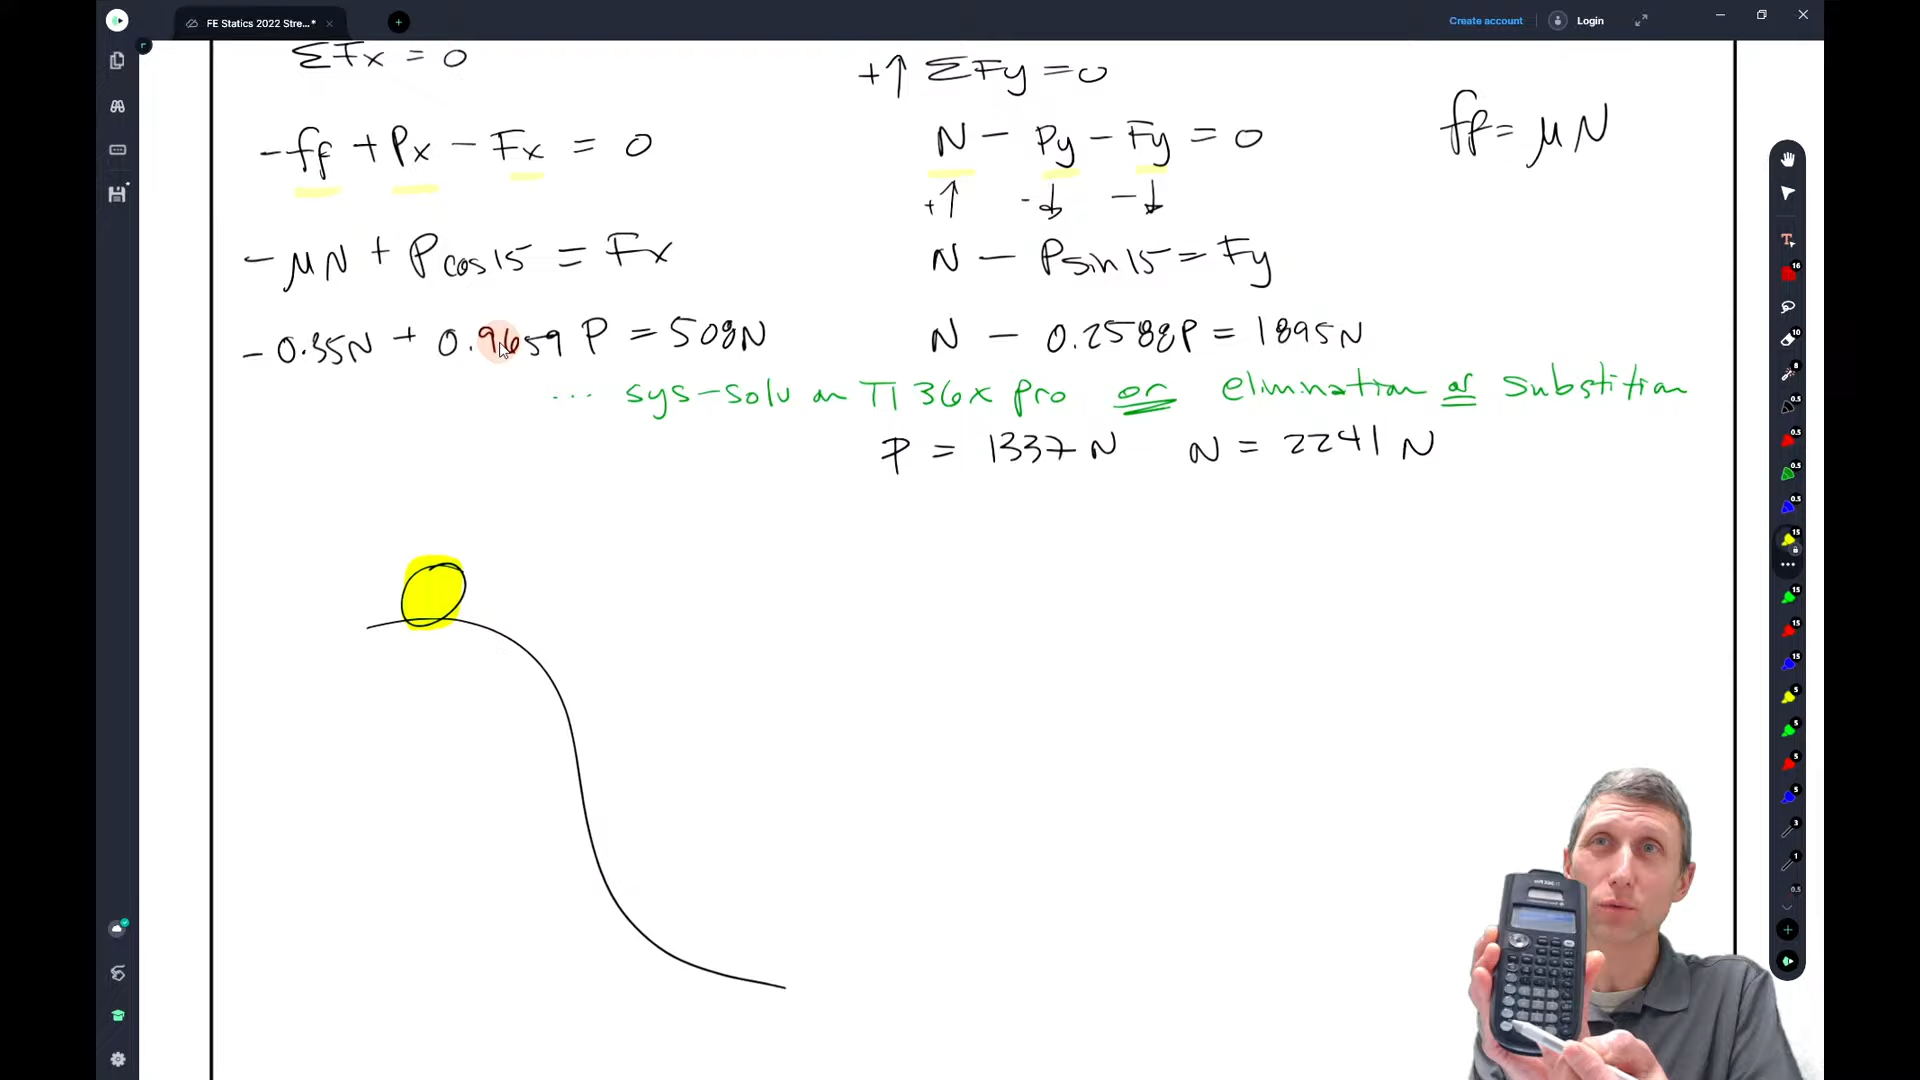 FE Statics 2022 Stre...*
Create account
Login
ΣFx = 0
+↑ ΣFy = 0
-ff + Px - Fx = 0
N - Py - Fy = 0
ff = μN
+↑ -↓ -↓
-μN + Pcos15 = Fx
N - Psin15 = Fy
-0.35N + 0.9659 P = 508N
N - 0.2588P = 1895N
... sys-solv on TI 36x Pro or elimination or Substition
P = 1337 N N = 2241 N